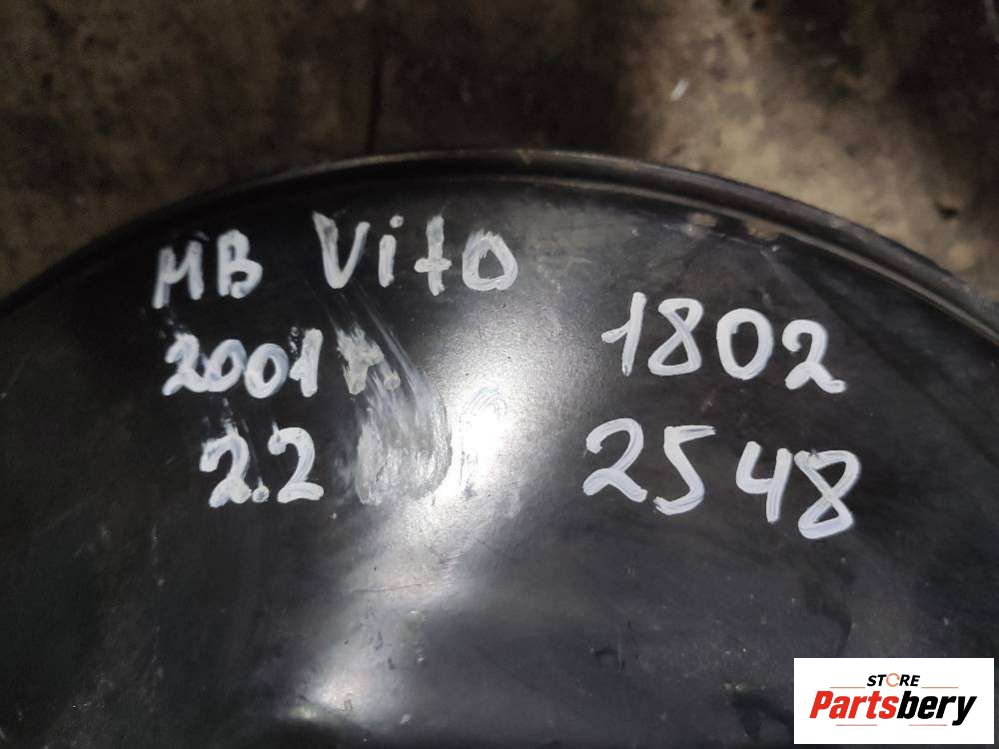 MB Vito
2001 г.
2.2
1802
2548
STORE
Partsbery